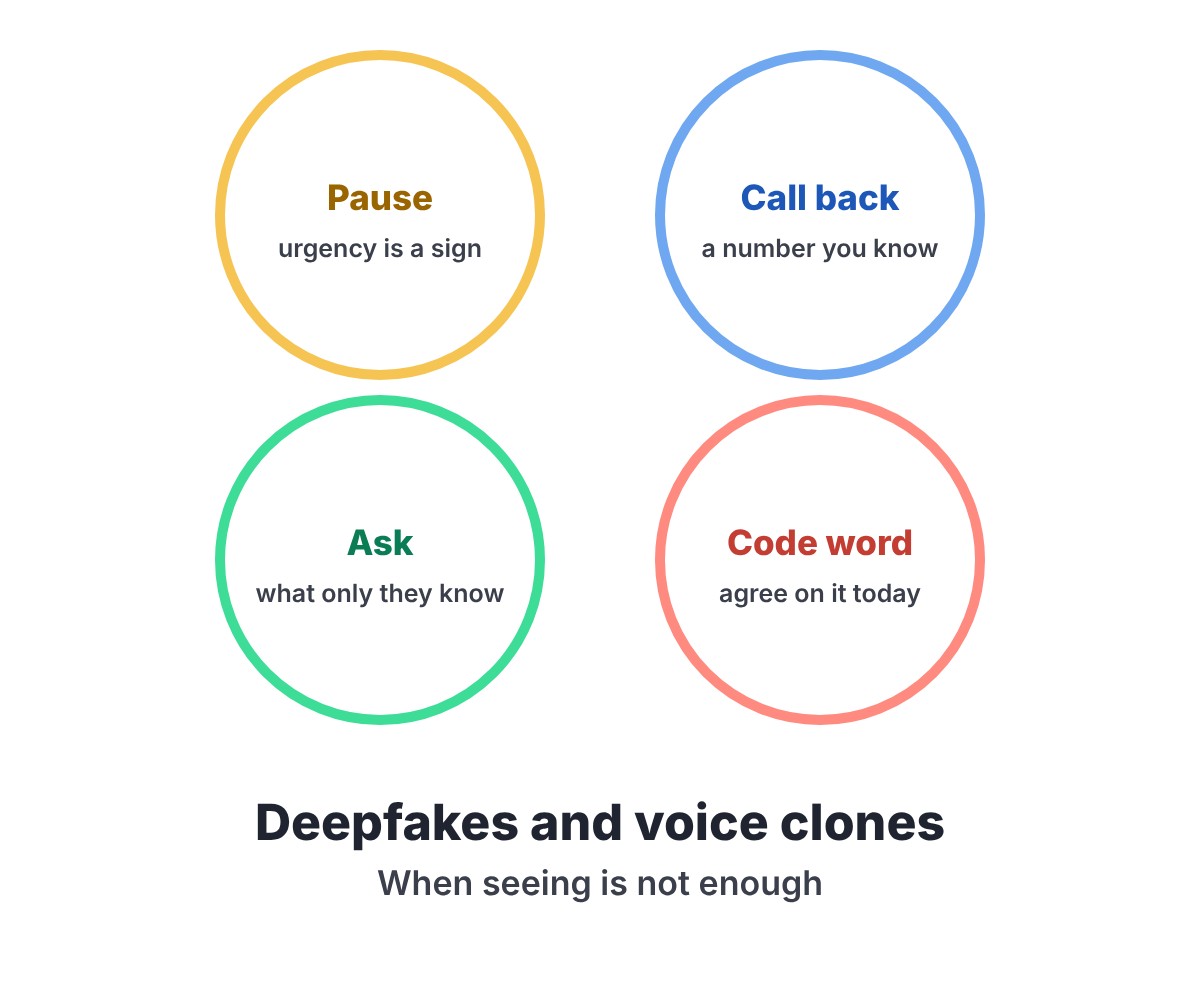 Pause
urgency is a sign
Call back
a number you know
Ask
what only they know
Code word
agree on it today
Deepfakes and voice clones
When seeing is not enough